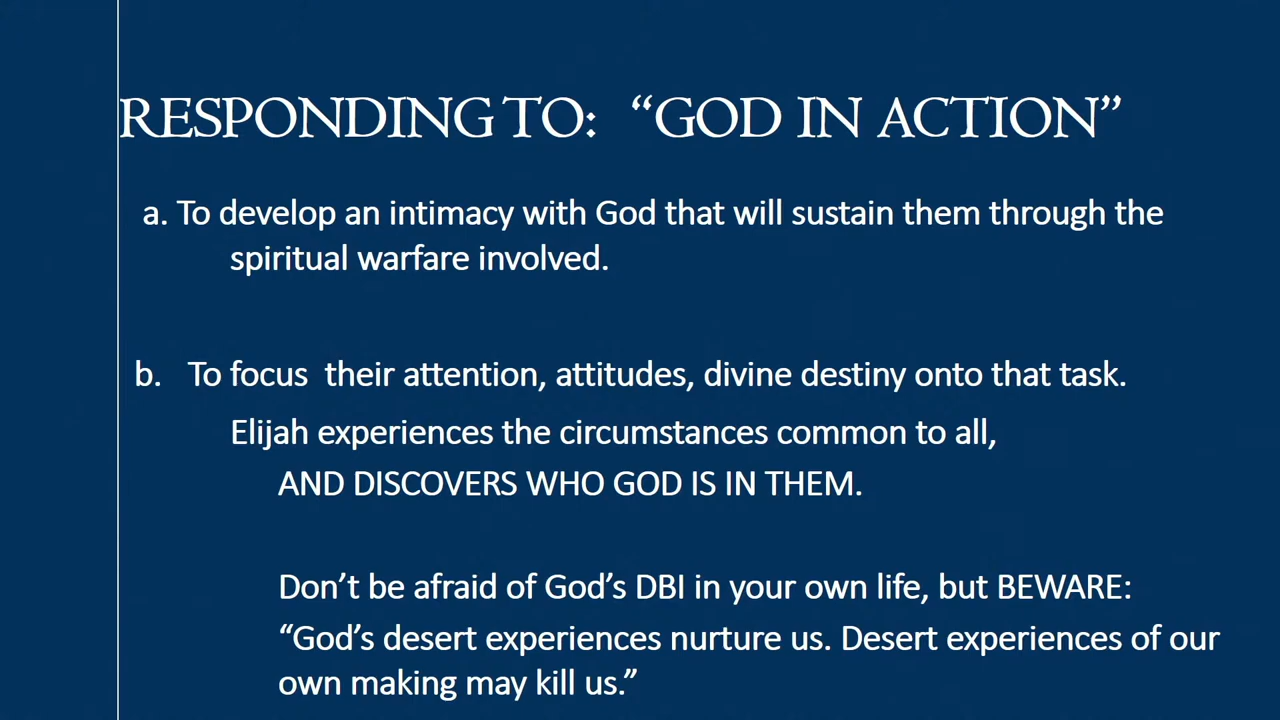 RESPONDING TO: “GOD IN ACTION”
a. To develop an intimacy with God that will sustain them through the
spiritual warfare involved.
b. To focus their attention, attitudes, divine destiny onto that task.
Elijah experiences the circumstances common to all,
AND DISCOVERS WHO GOD IS IN THEM.
Don’t be afraid of God’s DBI in your own life, but BEWARE:
“God’s desert experiences nurture us. Desert experiences of our
own making may kill us.”